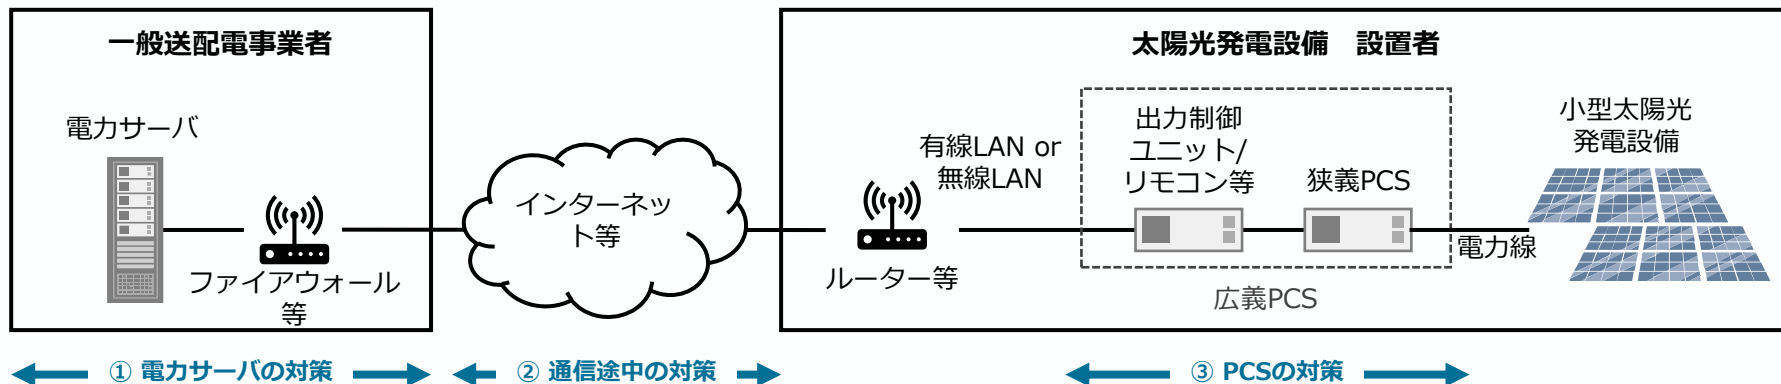 一般送配電事業者
電力サーバ
ファイアウォール
等
インターネッ
ト等
太陽光発電設備　設置者
有線LAN or
無線LAN
ルーター等
出力制御
ユニット/
リモコン等
狭義PCS
広義PCS
電力線
小型太陽光
発電設備
① 電力サーバの対策
② 通信途中の対策
③ PCSの対策